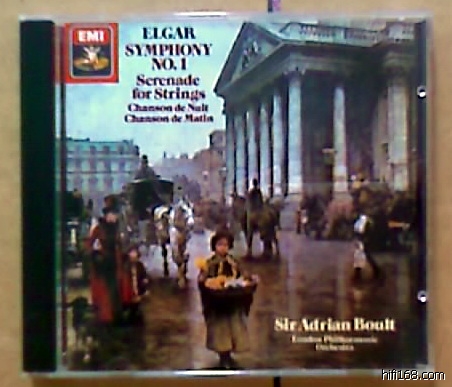 EMI
ELGAR
SYMPHONY
NO. 1
Serenade
for Strings
Chanson de Nuit
Chanson de Matin
Sir Adrian Boult
London Philharmonic
Orchestra
hifi168.com